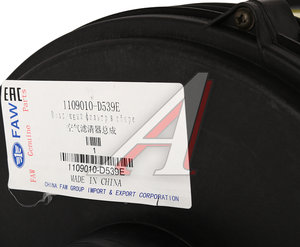 EAC
FAW
Genuine Parts
FAW
1109010-D539E
空气滤清器总成
1
1109010-D539E
MADE IN CHINA
CHINA FAW GROUP IMPORT & EXPORT CORPORATION